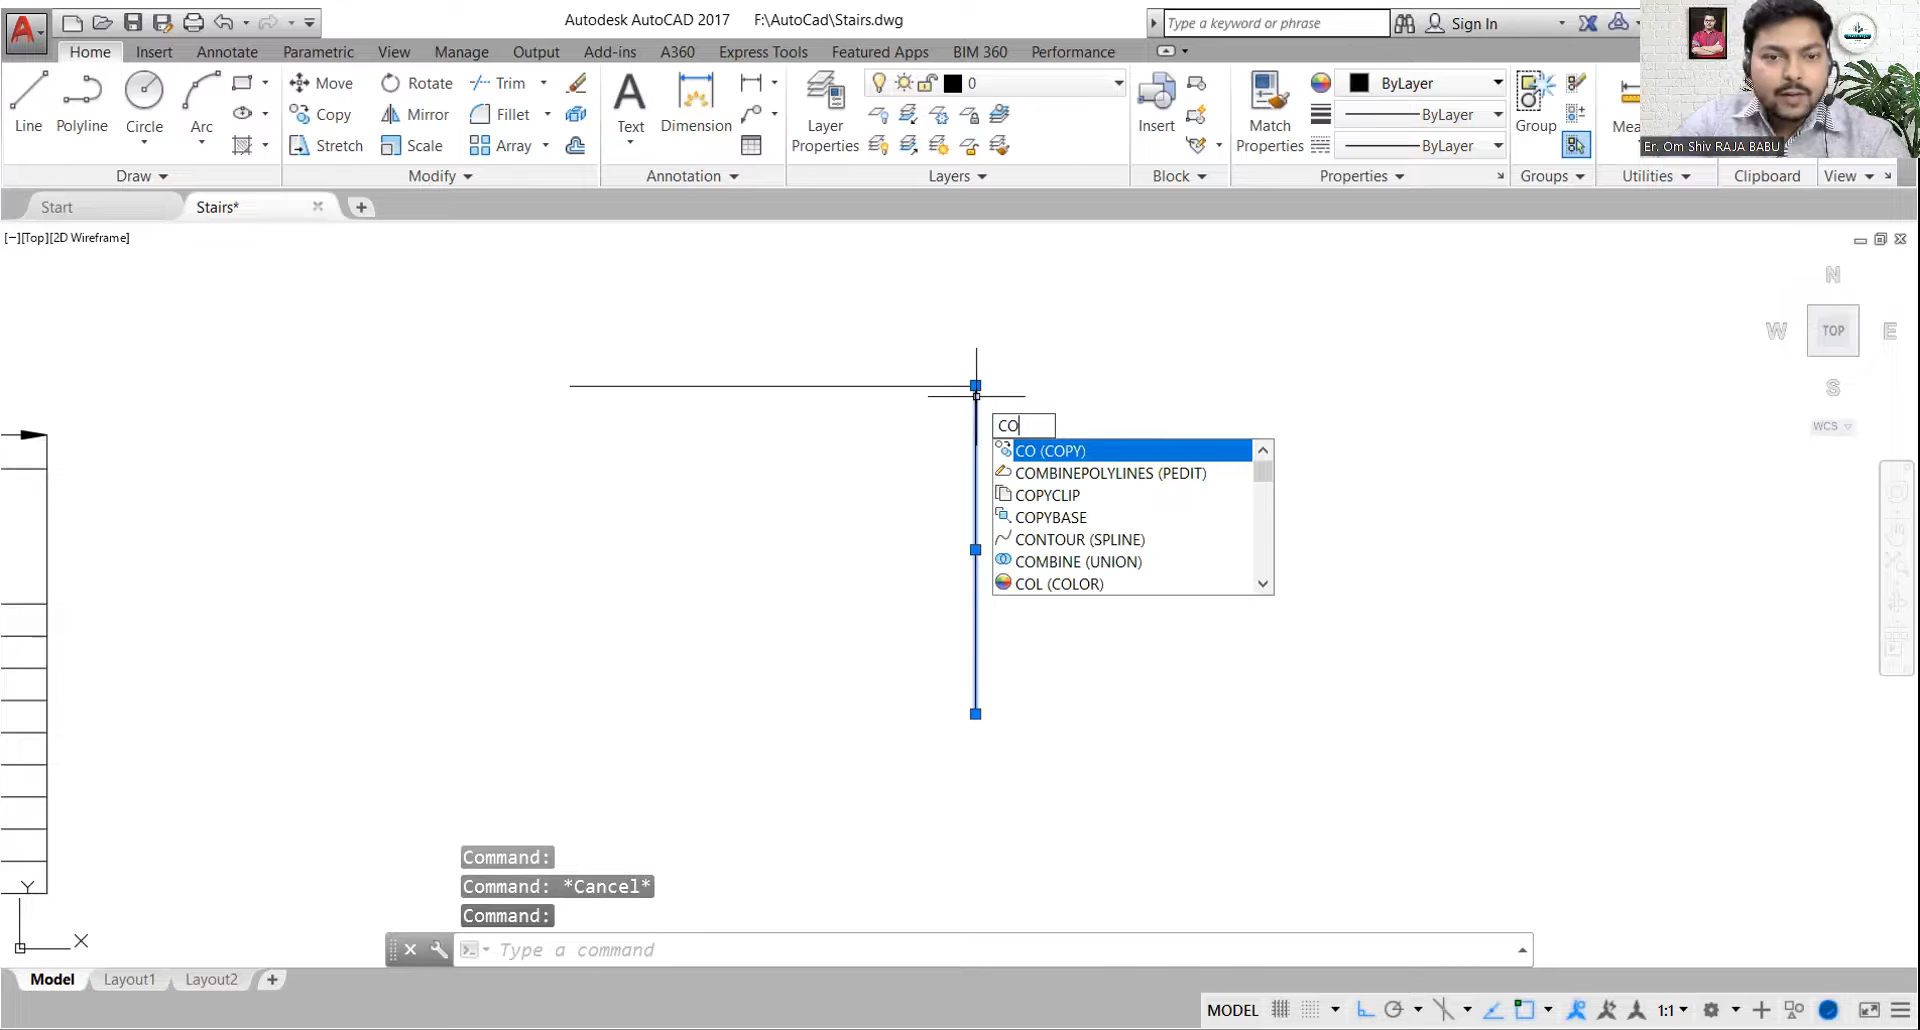 Autodesk AutoCAD 2017 F:\AutoCad\Stairs.dwg
Type a keyword or phrase
Sign In
Home Insert Annotate Parametric View Manage Output Add-ins A360 Express Tools Featured Apps BIM 360 Performance
Line Polyline Circle Arc
Move Rotate Trim
Copy Mirror Fillet
Stretch Scale Array
Text Dimension
Layer Properties
0
Insert
Match Properties
ByLayer
ByLayer
ByLayer
Group
Mea
Er. Om Shiv RAJA BABU
Draw Modify Annotation Layers Block Properties Groups Utilities Clipboard View
Start Stairs*
[−][Top][2D Wireframe]
N
W TOP E
S
WCS
CO
CO (COPY)
COMBINEPOLYLINES (PEDIT)
COPYCLIP
COPYBASE
CONTOUR (SPLINE)
COMBINE (UNION)
COL (COLOR)
Command:
Command: *Cancel*
Command:
Y
X
Type a command
Model Layout1 Layout2
MODEL 1:1